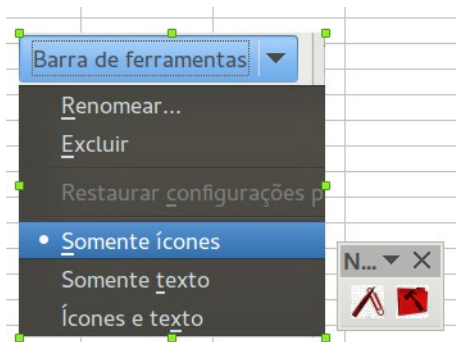 Barra de ferramentas
Renomear...
Excluir
Restaurar configurações p
Somente ícones
Somente texto
Ícones e texto
N...